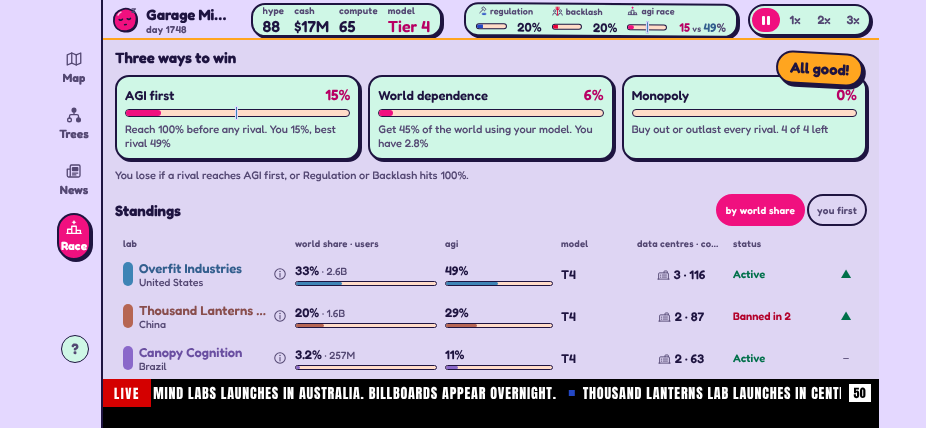 Garage Mi...
day 1748
hype cash compute model
88 $17M 65 Tier 4
regulation backlash agi race
20% 20% 15 vs 49%
1x 2x 3x
Map
Trees
News
Race
?
Three ways to win
All good!
AGI first 15%
Reach 100% before any rival. You 15%, best
rival 49%
World dependence 6%
Get 45% of the world using your model. You
have 2.8%
Monopoly 0%
Buy out or outlast every rival. 4 of 4 left
You lose if a rival reaches AGI first, or Regulation or Backlash hits 100%.
Standings
by world share you first
lab world share · users agi model data centres · co... status
Overfit Industries 33% · 2.6B 49% T4 3 · 116 Active
United States
Thousand Lanterns ... 20% · 1.6B 29% T4 2 · 87 Banned in 2
China
Canopy Cognition 3.2% · 257M 11% T4 2 · 63 Active –
Brazil
LIVE MIND LABS LAUNCHES IN AUSTRALIA. BILLBOARDS APPEAR OVERNIGHT. THOUSAND LANTERNS LAB LAUNCHES IN CENT 50